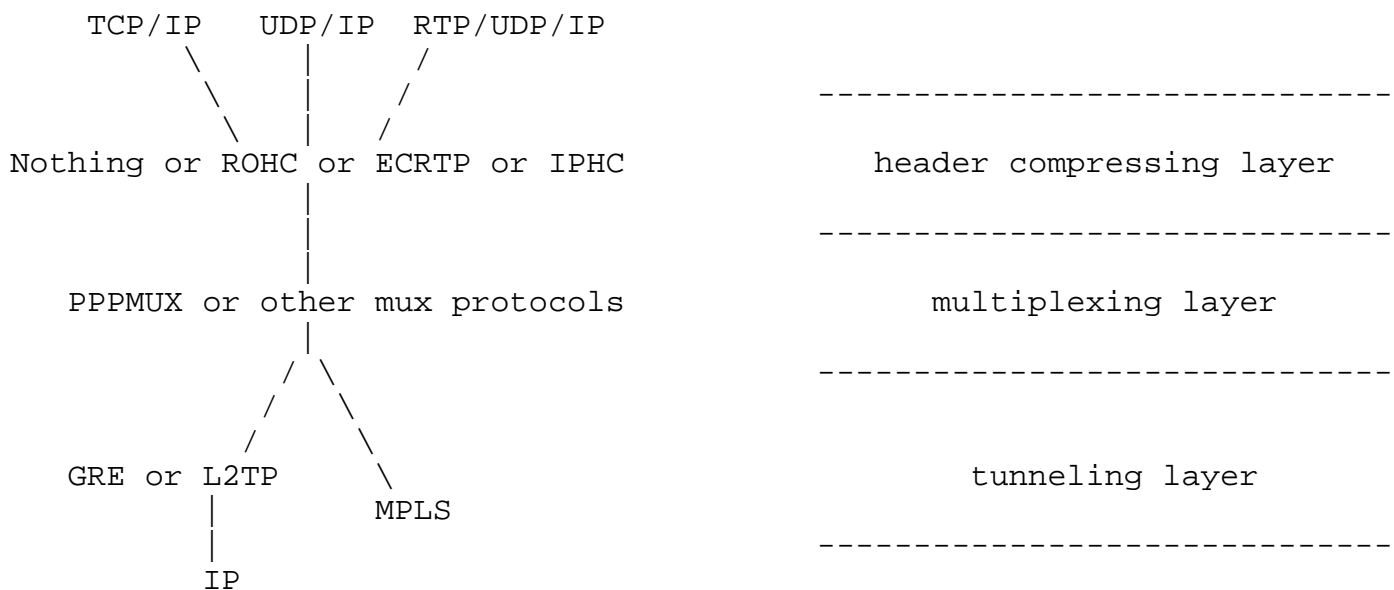 TCP/IP UDP/IP RTP/UDP/IP
Nothing or ROHC or ECRTP or IPHC header compressing layer
PPPMUX or other mux protocols multiplexing layer
GRE or L2TP tunneling layer
MPLS
IP